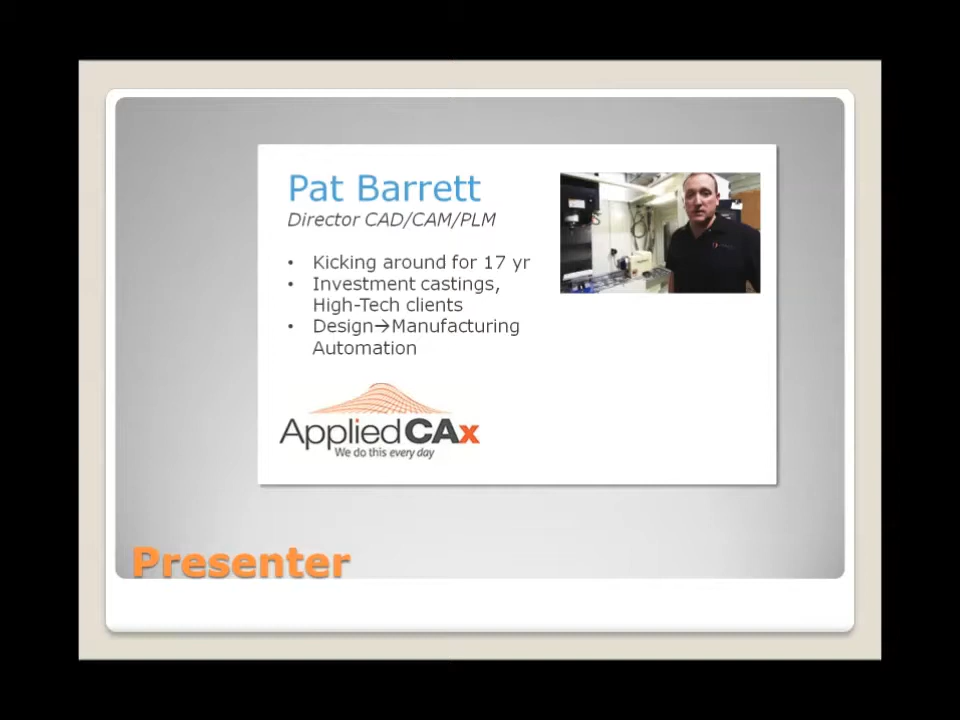 Pat Barrett
Director CAD/CAM/PLM
• Kicking around for 17 yr
• Investment castings,
High-Tech clients
• Design→Manufacturing
Automation
AppliedCAx
We do this every day
Presenter